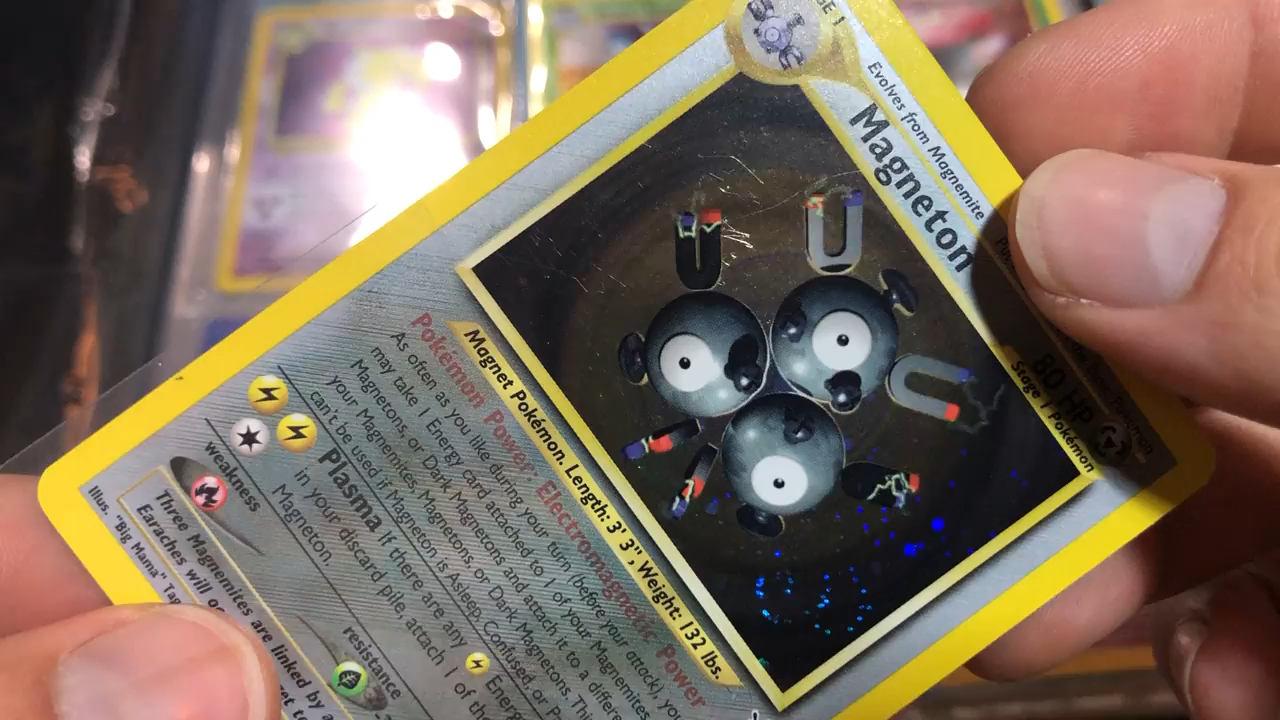 Evolves from Magnemite
Magneton
80 HP
Stage 1 Pokémon
Magnet Pokémon. Length: 3' 3", Weight: 132 lbs.
Pokémon Power: Electromagnetic Power
As often as you like during your turn (before your attack), you
may take 1 Energy card attached to 1 of your Magnemites,
Magnetons, or Dark Magnetons and attach it to a different
your Magnemites, Magnetons, or Dark Magnetons. This
can't be used if Magneton is Asleep, Confused, or
Plasma If there are any Energy
in your discard pile, attach 1 of the
Magneton.
weakness
resistance
Three Magnemites are linked by a
Earaches will
Illus. "Big Mama"